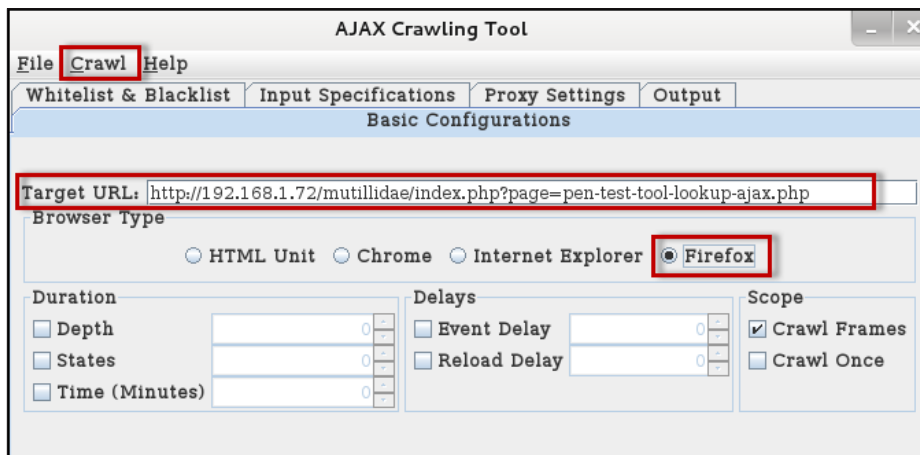 AJAX Crawling Tool
File Crawl Help
Whitelist & Blacklist Input Specifications Proxy Settings Output
Basic Configurations
Target URL: http://192.168.1.72/mutillidae/index.php?page=pen-test-tool-lookup-ajax.php
Browser Type
HTML Unit Chrome Internet Explorer Firefox
Duration Delays Scope
Depth 0 Event Delay 0 Crawl Frames
States 0 Reload Delay 0 Crawl Once
Time (Minutes) 0